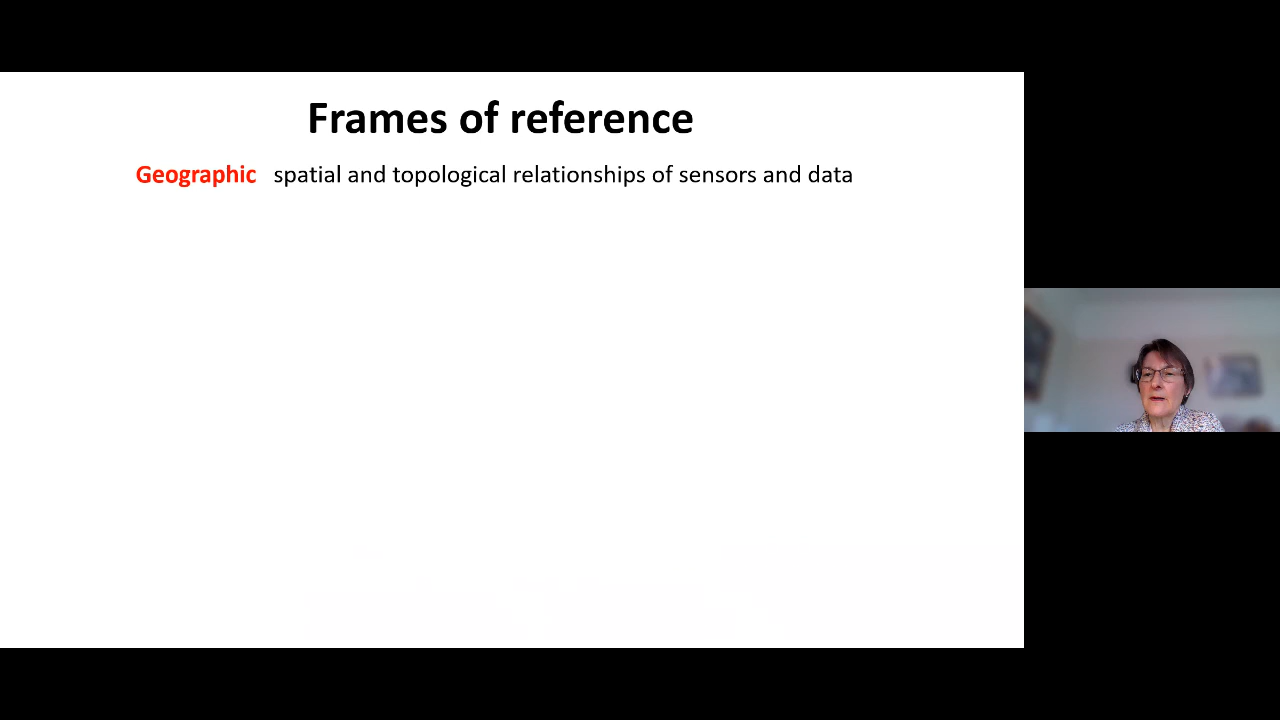 Frames of reference
Geographic spatial and topological relationships of sensors and data